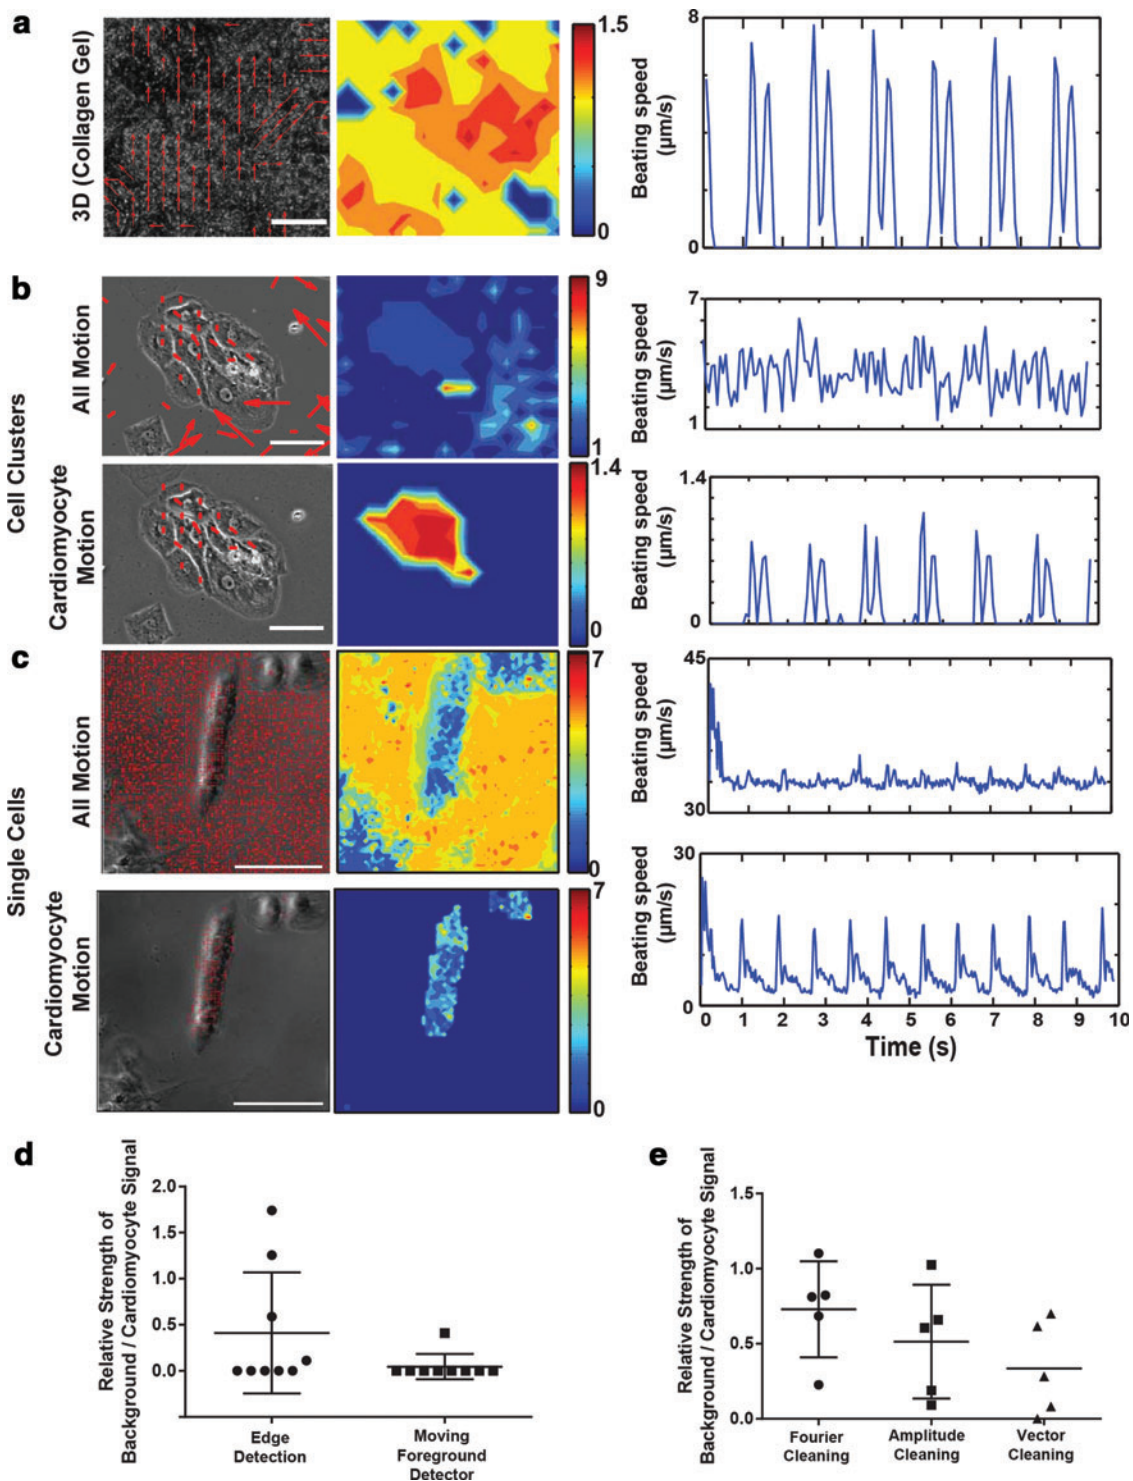 a
3D (Collagen Gel)
1.5
0
Beating speed
(µm/s)
8
4
0
b
Cell Clusters
All Motion
9
1
Beating speed
(µm/s)
7
1
Cardiomyocyte
Motion
1.4
0
Beating speed
(µm/s)
1.4
0
c
Single Cells
All Motion
7
0
Beating speed
(µm/s)
45
30
Cardiomyocyte
Motion
7
0
Beating speed
(µm/s)
30
15
0
0 1 2 3 4 5 6 7 8 9 10
Time (s)
d
Relative Strength of
Background / Cardiomyocyte Signal
2.0
1.5
1.0
0.5
0.0
Edge
Detection
Moving
Foreground
Detector
e
Relative Strength of
Background / Cardiomyocyte Signal
1.5
1.0
0.5
0.0
Fourier
Cleaning
Amplitude
Cleaning
Vector
Cleaning